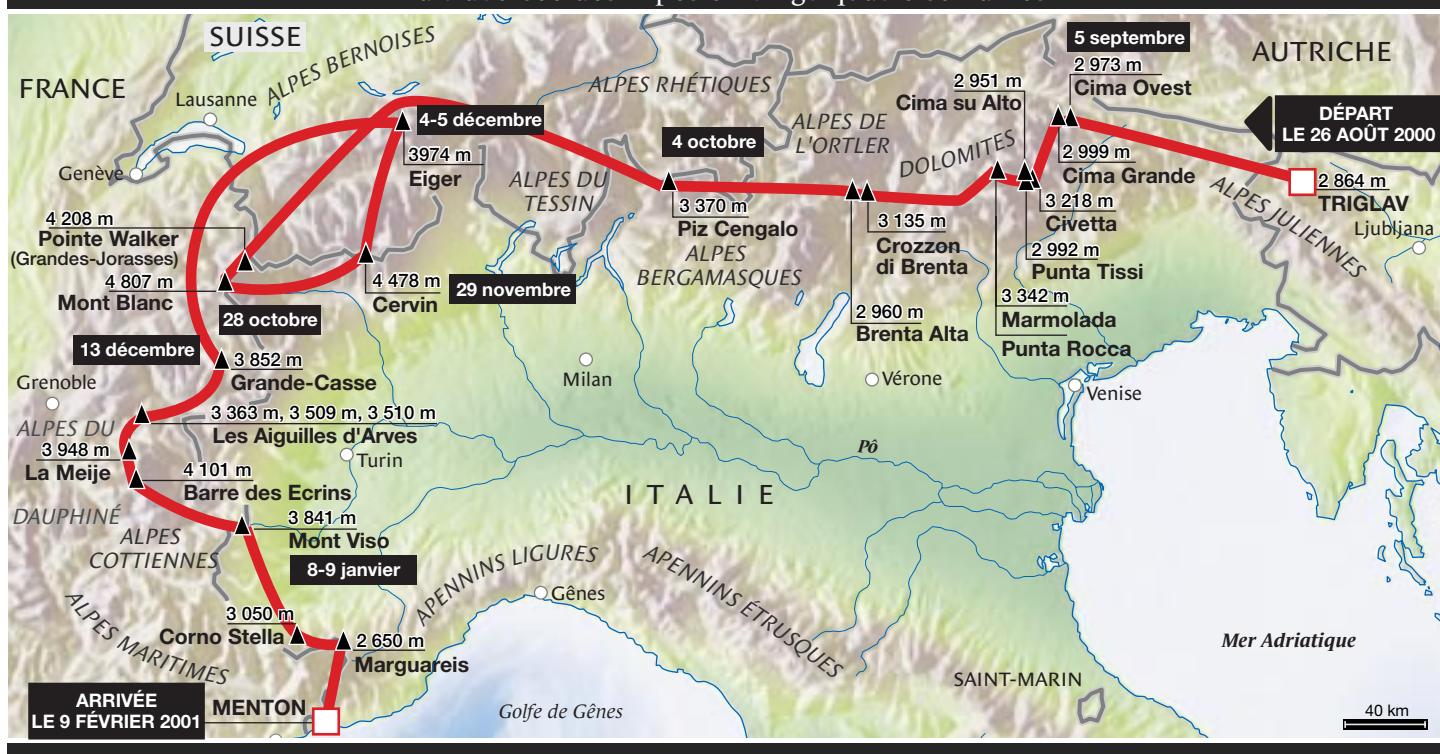 SUISSE
FRANCE
AUTRICHE
ALPES BERNOISES
Lausanne
Genève
ALPES RHÉTIQUES
5 septembre
2 973 m
Cima Ovest
2 951 m
Cima su Alto
DÉPART
LE 26 AOÛT 2000
4-5 décembre
3974 m
Eiger
4 octobre
ALPES DE
L'ORTLER
DOLOMITES
2 999 m
Cima Grande
ALPES DU
TESSIN
3 370 m
Piz Cengalo
ALPES
BERGAMASQUES
3 135 m
Crozzon
di Brenta
3 218 m
Civetta
2 992 m
Punta Tissi
2 864 m
TRIGLAV
Ljubljana
ALPES JULIENNES
4 208 m
Pointe Walker
(Grandes-Jorasses)
4 807 m
Mont Blanc
4 478 m
Cervin
29 novembre
28 octobre
2 960 m
Brenta Alta
3 342 m
Marmolada
Punta Rocca
13 décembre
3 852 m
Grande-Casse
Milan
Vérone
Venise
Grenoble
3 363 m, 3 509 m, 3 510 m
Les Aiguilles d'Arves
ALPES DU
DAUPHINÉ
3 948 m
La Meije
4 101 m
Barre des Ecrins
Turin
Pô
ITALIE
3 841 m
Mont Viso
ALPES
COTTIENNES
8-9 janvier
APENNINS LIGURES
APENNINS ÉTRUSQUES
Gênes
3 050 m
Corno Stella
2 650 m
Marguareis
ALPES MARITIMES
Mer Adriatique
SAINT-MARIN
ARRIVÉE
LE 9 FÉVRIER 2001
MENTON
Golfe de Gênes
40 km